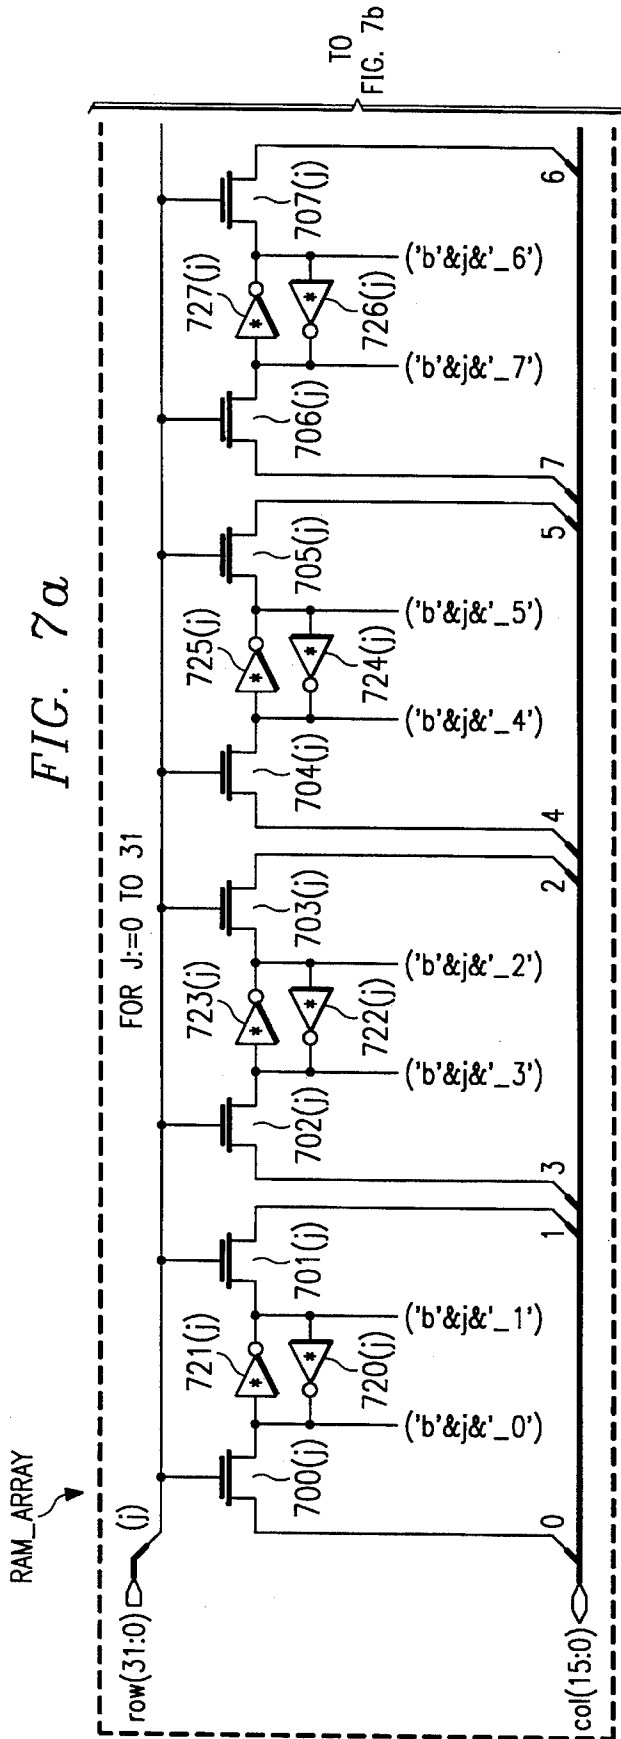 FIG. 7a
RAM_ARRAY
row(31:0)
(j)
FOR J:=0 TO 31
TO
FIG. 7b
721(j)
723(j)
725(j)
727(j)
700(j)
701(j)
702(j)
703(j)
704(j)
705(j)
706(j)
707(j)
*
*
*
*
*
*
*
*
720(j)
722(j)
724(j)
726(j)
('b'&j&'_0')
('b'&j&'_1')
('b'&j&'_3')
('b'&j&'_2')
('b'&j&'_4')
('b'&j&'_5')
('b'&j&'_7')
('b'&j&'_6')
0
1
3
2
4
5
7
6
col(15:0)